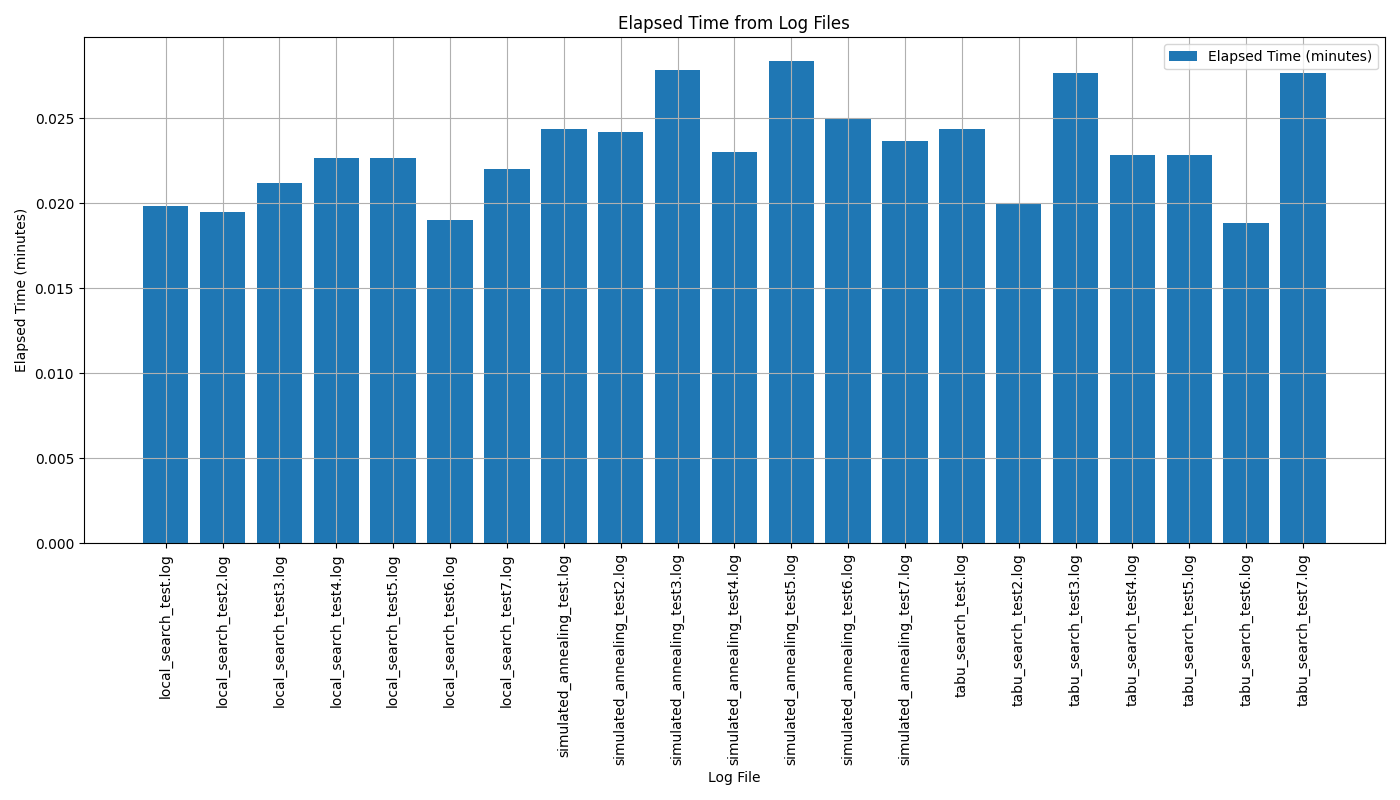 Elapsed Time from Log Files
Elapsed Time (minutes)
Elapsed Time (minutes)
0.025
0.020
0.015
0.010
0.005
0.000
local_search_test.log
local_search_test2.log
local_search_test3.log
local_search_test4.log
local_search_test5.log
local_search_test6.log
local_search_test7.log
simulated_annealing_test.log
simulated_annealing_test2.log
simulated_annealing_test3.log
simulated_annealing_test4.log
simulated_annealing_test5.log
simulated_annealing_test6.log
simulated_annealing_test7.log
tabu_search_test.log
tabu_search_test2.log
tabu_search_test3.log
tabu_search_test4.log
tabu_search_test5.log
tabu_search_test6.log
tabu_search_test7.log
Log File